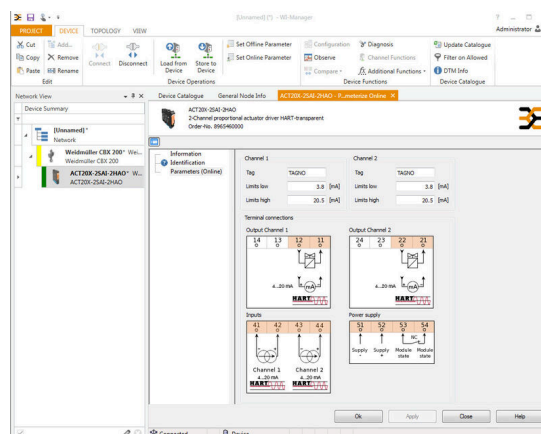 [Unnamed] (*) - WI-Manager
PROJECT DEVICE TOPOLOGY VIEW Administrator
Cut Add... Set Offline Parameter Configuration Diagnosis Update Catalogue
Copy Remove Connect Disconnect Load from Device Store to Device Set Online Parameter Observe Channel Functions Filter on Allowed
Paste Rename Compare Additional Functions DTM Info
Edit Device Operations Device Functions Device Catalogue
Network View Device Catalogue General Node Info ACT20X-2SAI-2HAO - P...meterize Online
Device Summary
[Unnamed]*
Network
Weidmüller CBX 200* Wei...
Weidmüller CBX 200
ACT20X-2SAI-2HAO* W...
ACT20X-2SAI-2HAO
ACT20X-2SAI-2HAO
2-Channel proportional actuator driver HART-transparent
Order-No. 8965460000
Information
Identification
Parameters (Online)
Channel 1 Channel 2
Tag TAGNO Tag TAGNO
Limits low 3.8 [mA] Limits low 3.8 [mA]
Limits high 20.5 [mA] Limits high 20.5 [mA]
Terminal connections
Output Channel 1 Output Channel 2
14 13 12 11 24 23 22 21
4..20 mA mA 4..20 mA mA
HART HART
Inputs Power supply
41 42 43 44 51 52 53 54
NC
Supply - Supply + Module state Module state
Channel 1 Channel 2
4..20 mA 4..20 mA
HART HART
Ok Apply Close Help
Connected Device